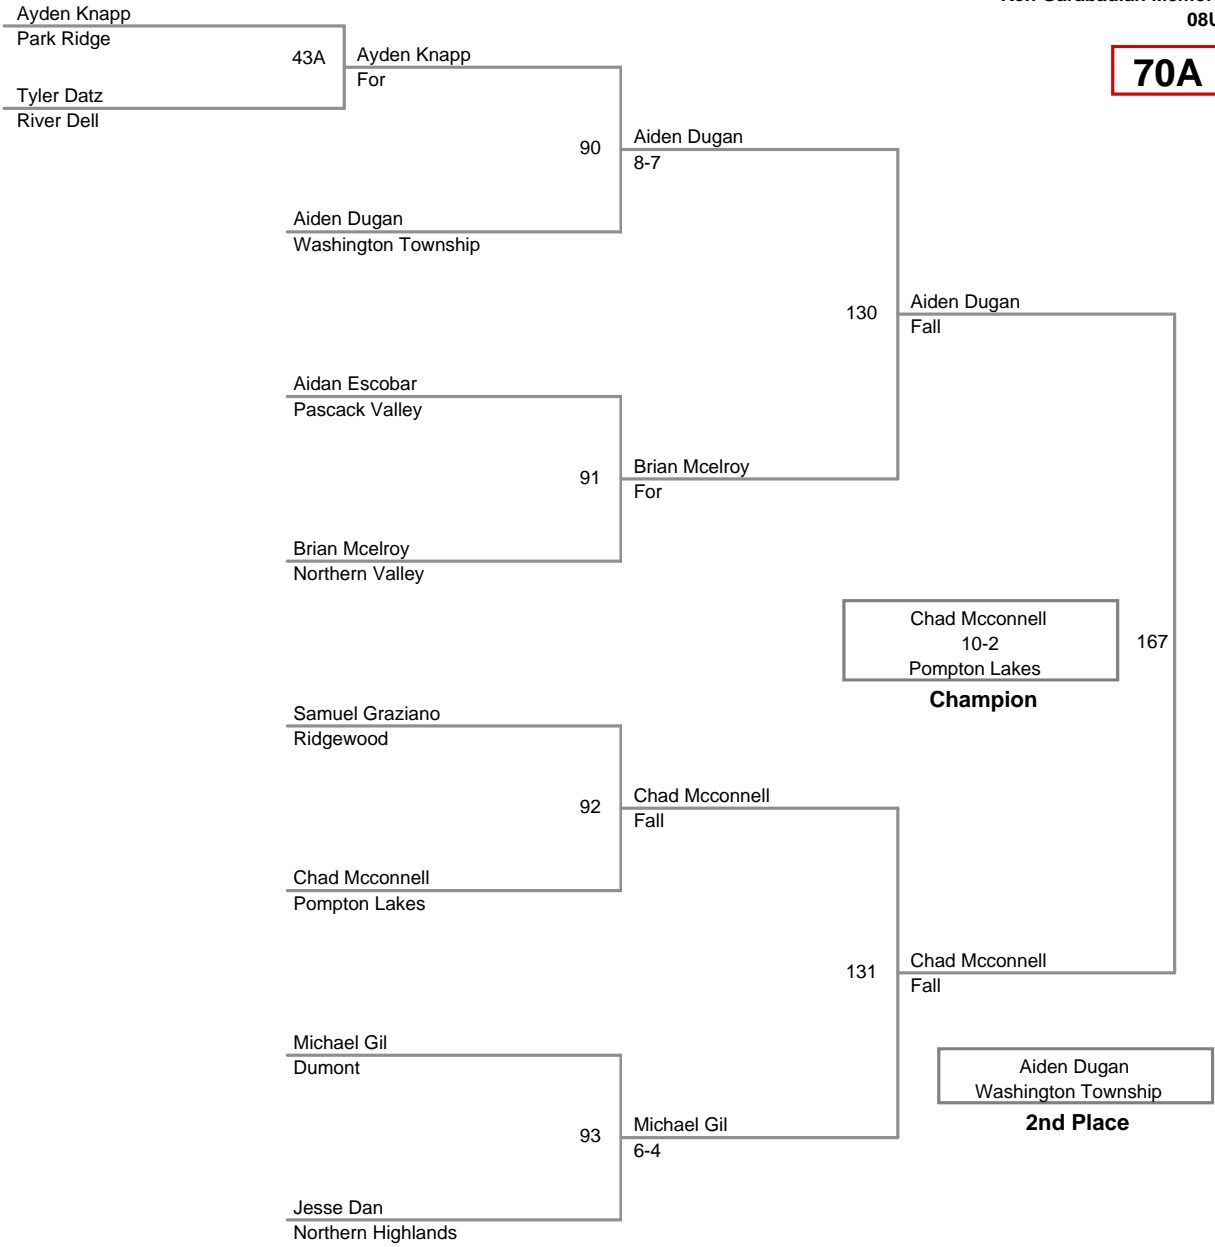 08U
70A
Ayden Knapp
Park Ridge
43A
Ayden Knapp
For
Tyler Datz
River Dell
90
Aiden Dugan
8-7
Aiden Dugan
Washington Township
130
Aiden Dugan
Fall
Aidan Escobar
Pascack Valley
91
Brian Mcelroy
For
Brian Mcelroy
Northern Valley
Chad Mcconnell
10-2
Pompton Lakes
167
Champion
Samuel Graziano
Ridgewood
92
Chad Mcconnell
Fall
Chad Mcconnell
Pompton Lakes
131
Chad Mcconnell
Fall
Michael Gil
Dumont
Aiden Dugan
Washington Township
2nd Place
93
Michael Gil
6-4
Jesse Dan
Northern Highlands